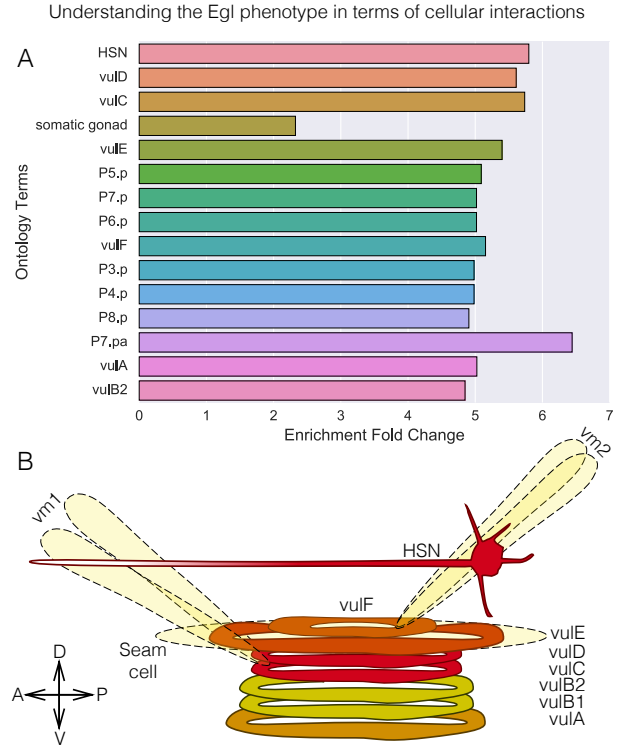 Understanding the Egl phenotype in terms of cellular interactions
A
Ontology Terms
HSN
vulD
vulC
somatic gonad
vulE
P5.p
P7.p
P6.p
vulF
P3.p
P4.p
P8.p
P7.pa
vulA
vulB2
0 1 2 3 4 5 6 7
Enrichment Fold Change
B
vm1
vm2
HSN
vulF
Seam
cell
vulE
vulD
vulC
vulB2
vulB1
vulA
D
A P
V